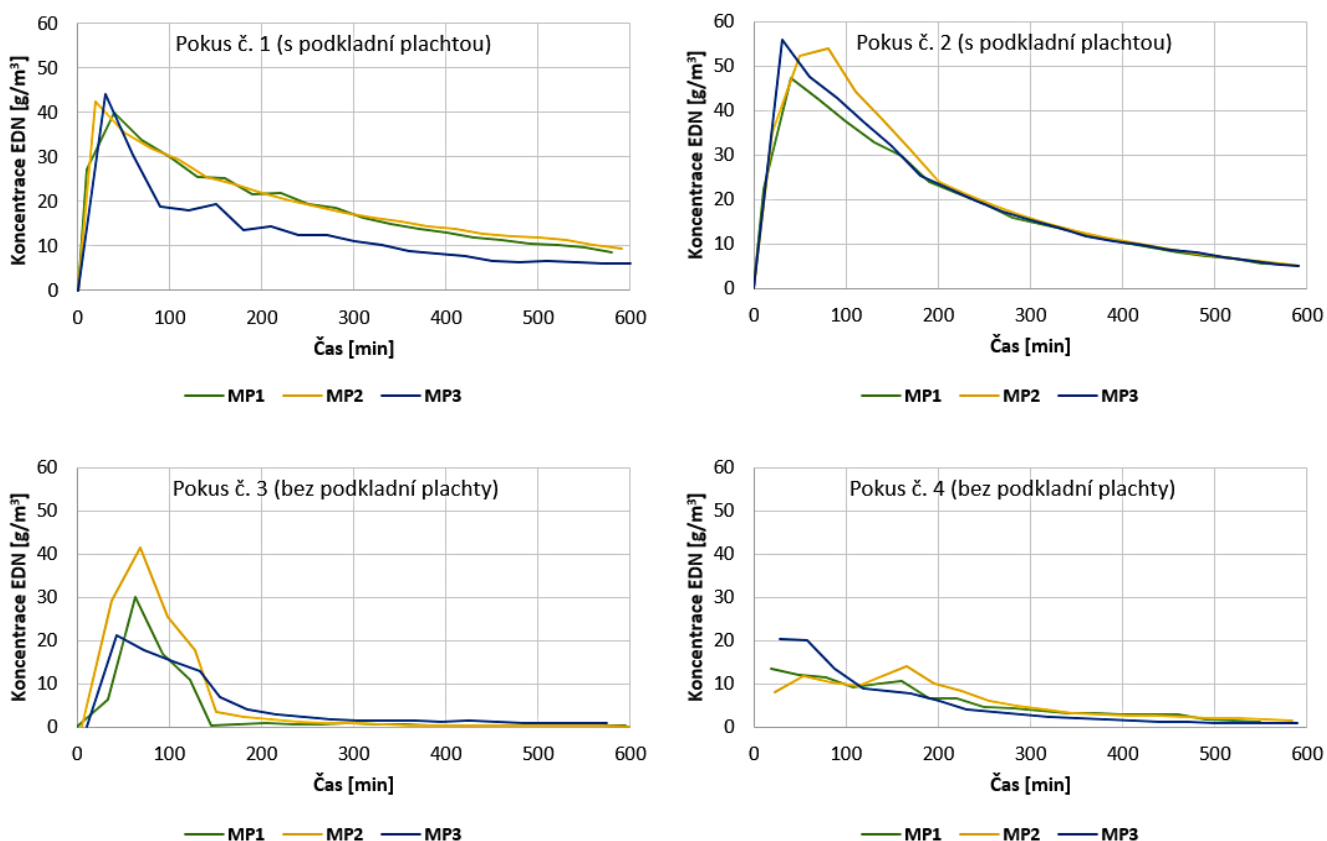 Pokus č. 1 (s podkladní plachtou)
Koncentrace EDN [g/m³]
60
50
40
30
20
10
0
0 100 200 300 400 500 600
Čas [min]
MP1 MP2 MP3
Pokus č. 2 (s podkladní plachtou)
Koncentrace EDN [g/m³]
60
50
40
30
20
10
0
0 100 200 300 400 500 600
Čas [min]
MP1 MP2 MP3
Pokus č. 3 (bez podkladní plachty)
Koncentrace EDN [g/m³]
60
50
40
30
20
10
0
0 100 200 300 400 500 600
Čas [min]
MP1 MP2 MP3
Pokus č. 4 (bez podkladní plachty)
Koncentrace EDN [g/m³]
60
50
40
30
20
10
0
0 100 200 300 400 500 600
Čas [min]
MP1 MP2 MP3